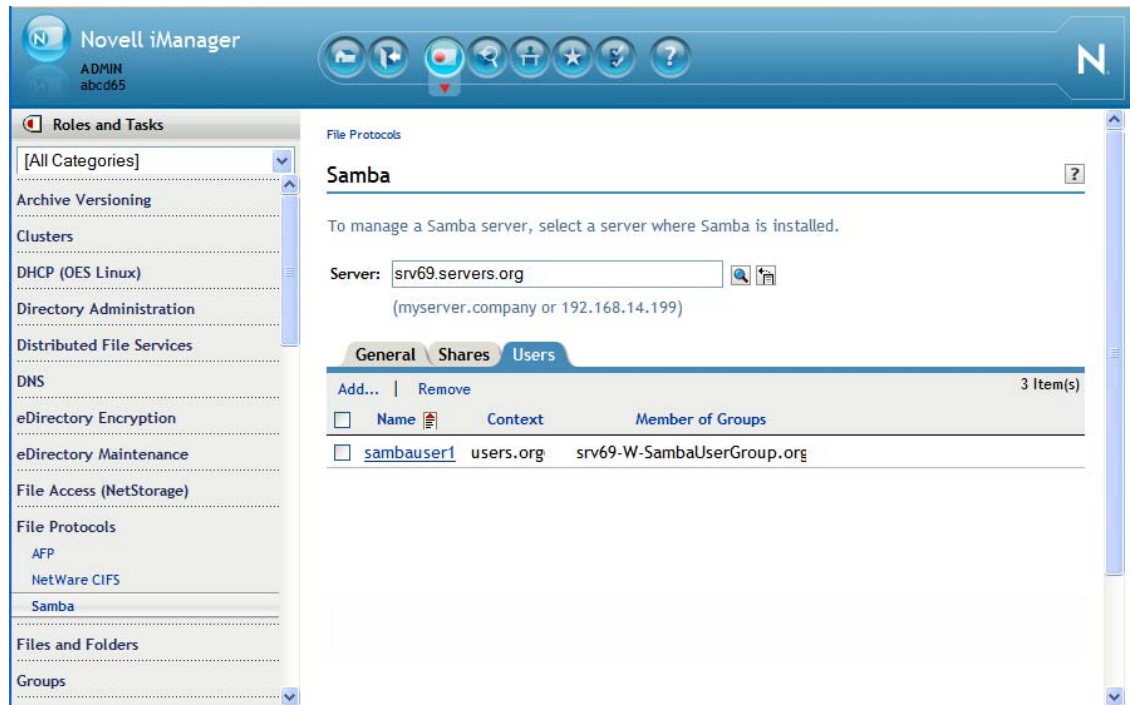 Novell iManager
ADMIN
abcd65
N
Roles and Tasks
[All Categories]
Archive Versioning
Clusters
DHCP (OES Linux)
Directory Administration
Distributed File Services
DNS
eDirectory Encryption
eDirectory Maintenance
File Access (NetStorage)
File Protocols
AFP
NetWare CIFS
Samba
Files and Folders
Groups
File Protocols
Samba
?
To manage a Samba server, select a server where Samba is installed.
Server: srv69.servers.org
(myserver.company or 192.168.14.199)
General Shares Users
Add... | Remove 3 Item(s)
Name Context Member of Groups
sambauser1 users.org srv69-W-SambaUserGroup.org